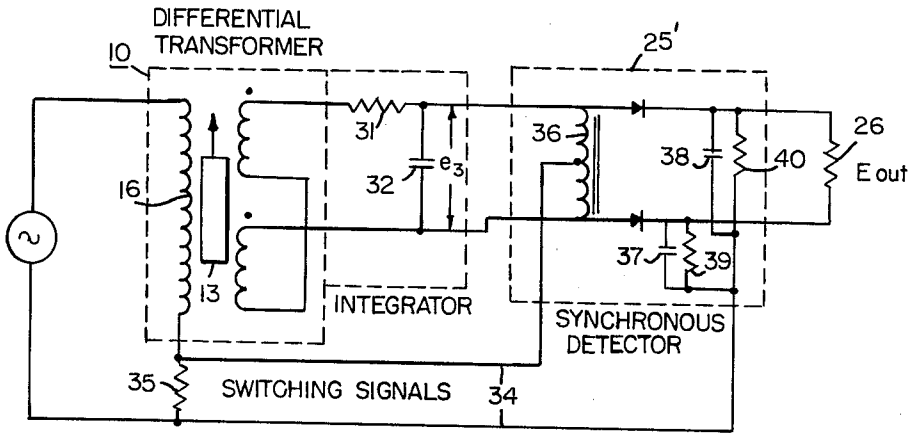 DIFFERENTIAL
TRANSFORMER
10
25'
31
36
26
16
32
e3
38
40
E out
13
37
39
INTEGRATOR
SYNCHRONOUS
DETECTOR
35
SWITCHING SIGNALS
34